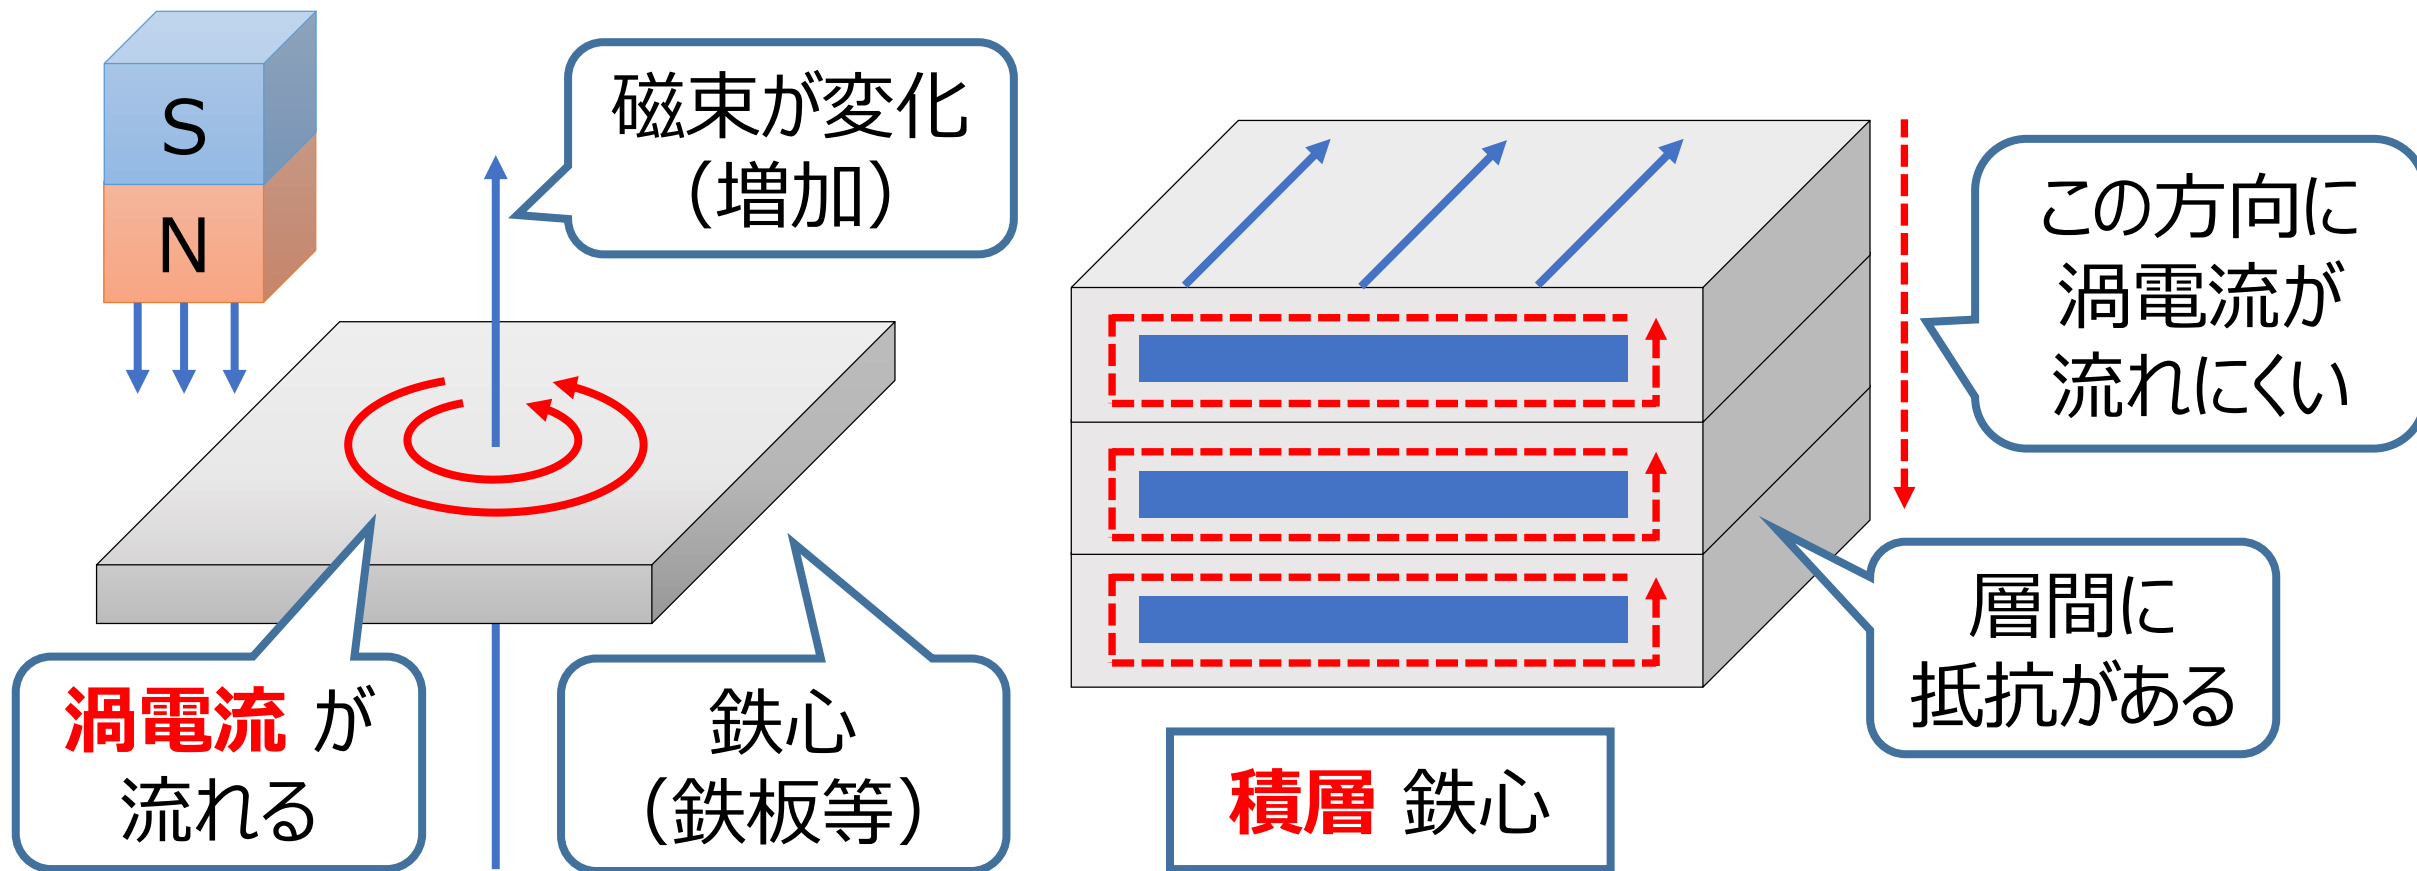 S
N
磁束が変化
（増加）
渦電流 が
流れる
鉄心
（鉄板等）
この方向に
渦電流が
流れにくい
層間に
抵抗がある
積層 鉄心